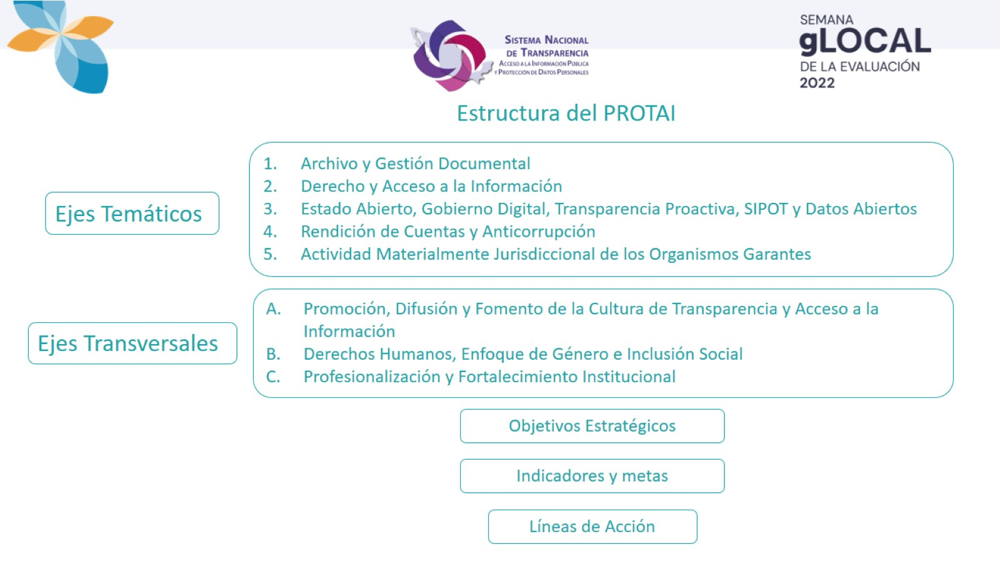 SISTEMA NACIONAL
DE TRANSPARENCIA
ACCESO A LA INFORMACIÓN PÚBLICA
Y PROTECCIÓN DE DATOS PERSONALES
SEMANA
gLOCAL
DE LA EVALUACIÓN
2022
Estructura del PROTAI
Ejes Temáticos
1. Archivo y Gestión Documental
2. Derecho y Acceso a la Información
3. Estado Abierto, Gobierno Digital, Transparencia Proactiva, SIPOT y Datos Abiertos
4. Rendición de Cuentas y Anticorrupción
5. Actividad Materialmente Jurisdiccional de los Organismos Garantes
Ejes Transversales
A. Promoción, Difusión y Fomento de la Cultura de Transparencia y Acceso a la
Información
B. Derechos Humanos, Enfoque de Género e Inclusión Social
C. Profesionalización y Fortalecimiento Institucional
Objetivos Estratégicos
Indicadores y metas
Líneas de Acción